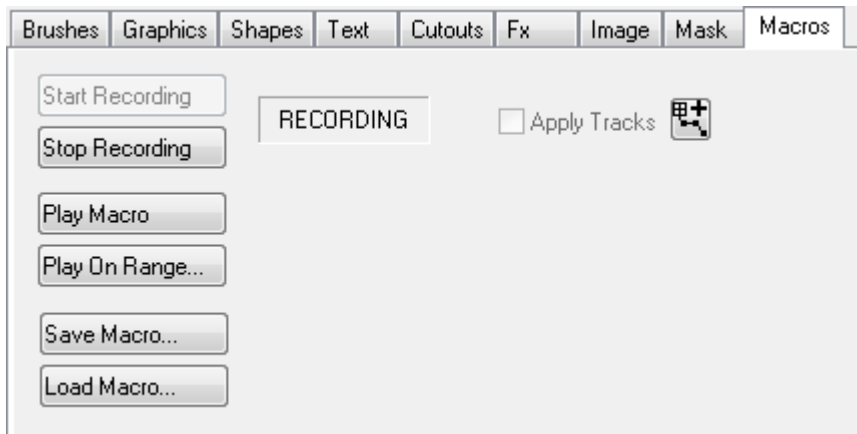 Brushes Graphics Shapes Text Cutouts Fx Image Mask Macros
Start Recording
RECORDING
Apply Tracks
Stop Recording
Play Macro
Play On Range...
Save Macro...
Load Macro...